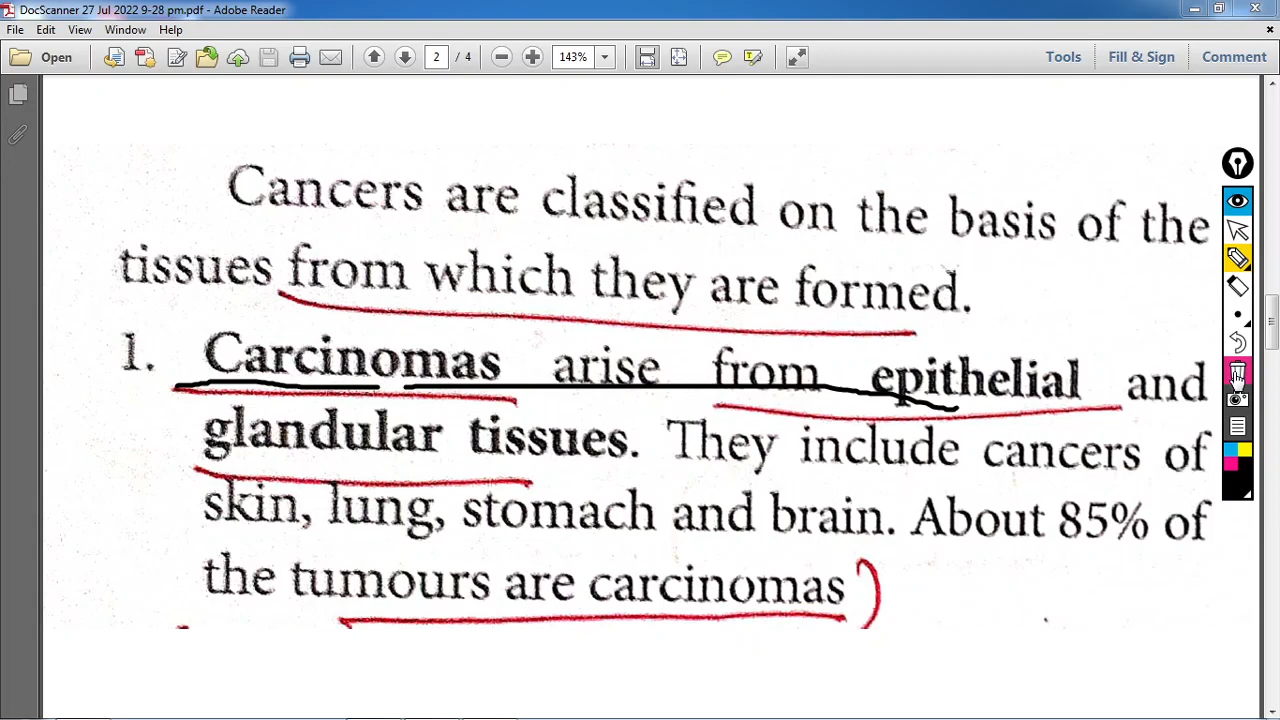 DocScanner 27 Jul 2022 9-28 pm.pdf - Adobe Reader
File Edit View Window Help
Open 2 / 4 143% Tools Fill & Sign Comment
Cancers are classified on the basis of the
tissues from which they are formed.
1. Carcinomas arise from epithelial and
glandular tissues. They include cancers of
skin, lung, stomach and brain. About 85% of
the tumours are carcinomas